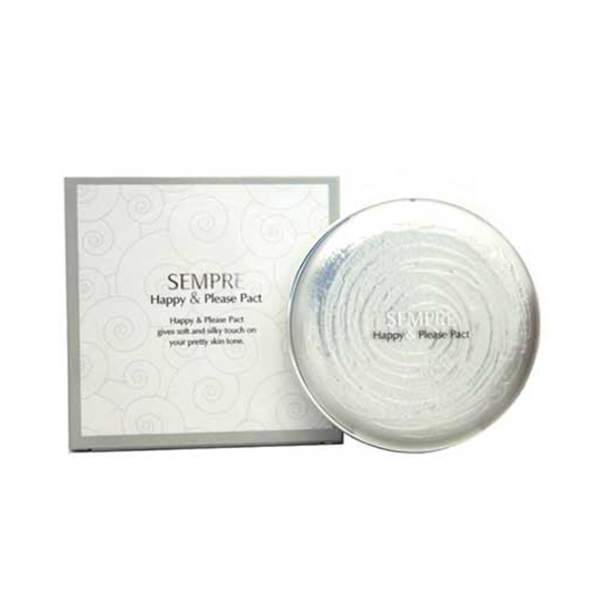 SEMPRE
Happy & Please Pact
Happy & Please Pact
gives soft and silky touch on
your pretty skin tone.
SEMPRE
Happy & Please Pact